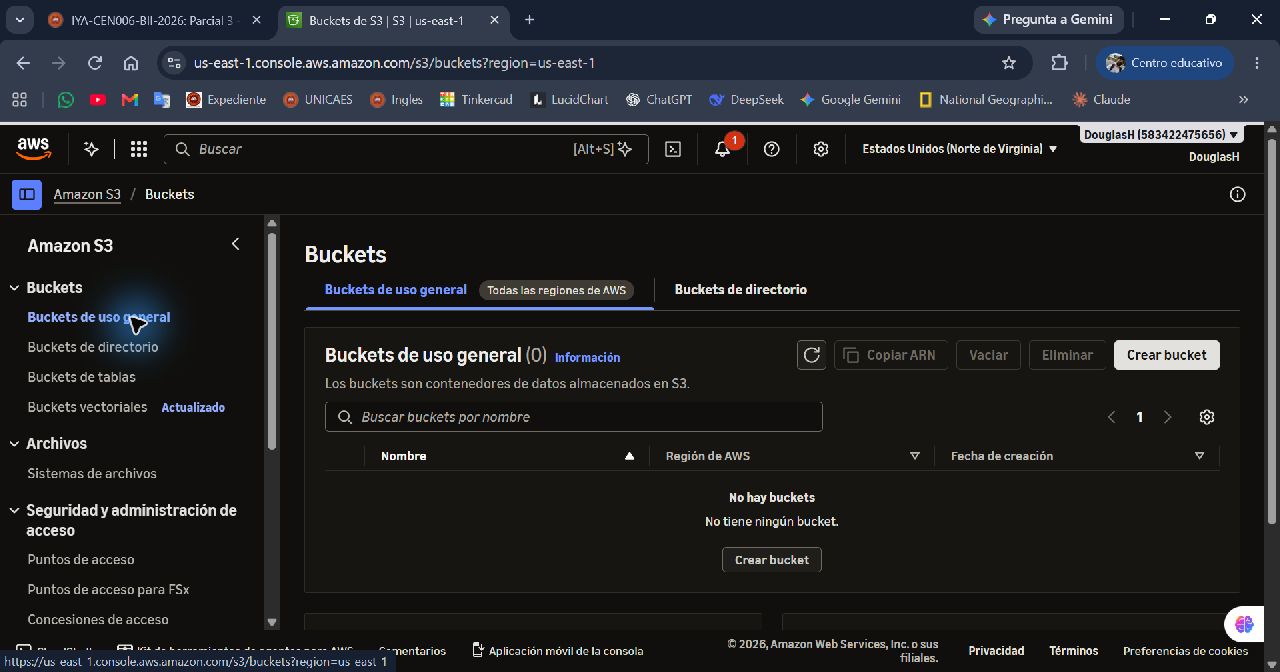 IYA-CEN006-BII-2026: Parcial 3 -
Buckets de S3 | S3 | us-east-1
Pregunta a Gemini
us-east-1.console.aws.amazon.com/s3/buckets?region=us-east-1
Centro educativo
Expediente
UNICAES
Ingles
Tinkercad
LucidChart
ChatGPT
DeepSeek
Google Gemini
National Geographi...
Claude
aws
Buscar
[Alt+S]
1
Estados Unidos (Norte de Virginia)
DouglasH (583422475656)
DouglasH
Amazon S3 / Buckets
Amazon S3
Buckets
Buckets de uso general
Buckets de directorio
Buckets de tablas
Buckets vectoriales Actualizado
Archivos
Sistemas de archivos
Seguridad y administración de
acceso
Puntos de acceso
Puntos de acceso para FSx
Concesiones de acceso
Buckets
Buckets de uso general Todas las regiones de AWS
Buckets de directorio
Buckets de uso general (0) Información
Copiar ARN
Vaciar
Eliminar
Crear bucket
Los buckets son contenedores de datos almacenados en S3.
Buscar buckets por nombre
1
Nombre
Región de AWS
Fecha de creación
No hay buckets
No tiene ningún bucket.
Crear bucket
Aplicación móvil de la consola
© 2026, Amazon Web Services, Inc. o sus
filiales.
Privacidad
Términos
Preferencias de cookies
https://us-east-1.console.aws.amazon.com/s3/buckets?region=us-east-1